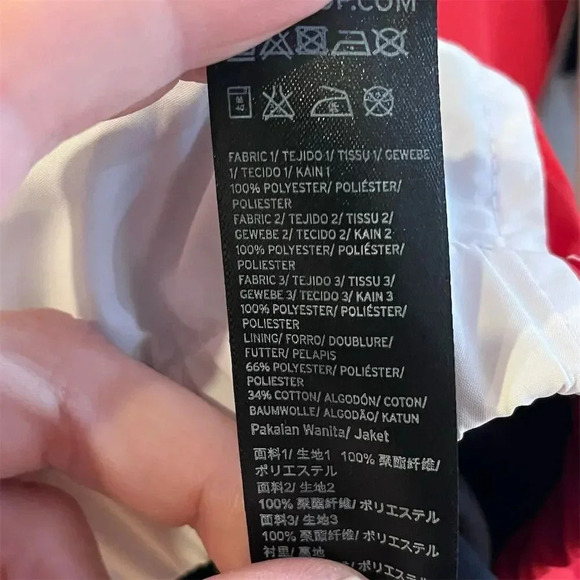 .COM
FABRIC 1/ TEJIDO 1/ TISSU 1/ GEWEBE
1/ TECIDO 1/ KAIN 1
100% POLYESTER/ POLIÉSTER/
POLIESTER
FABRIC 2/ TEJIDO 2/ TISSU 2/
GEWEBE 2/ TECIDO 2/ KAIN 2
100% POLYESTER/ POLIÉSTER/
POLIESTER
FABRIC 3/ TEJIDO 3/ TISSU 3/
GEWEBE 3/ TECIDO 3/ KAIN 3
100% POLYESTER/ POLIÉSTER/
POLIESTER
LINING/ FORRO/ DOUBLURE/
FUTTER/ PELAPIS
66% POLYESTER/ POLIÉSTER/
POLIESTER
34% COTTON/ ALGODÓN/ COTON/
BAUMWOLLE/ ALGODÃO/ KATUN
Pakaian Wanita/ Jaket
面料1/ 生地1 100% 聚酯纤维/
ポリエステル
面料2/ 生地2
100% 聚酯纤维/ ポリエステル
面料3/ 生地3
100% 聚酯纤维/ ポリエステル
衬里/ 裏地